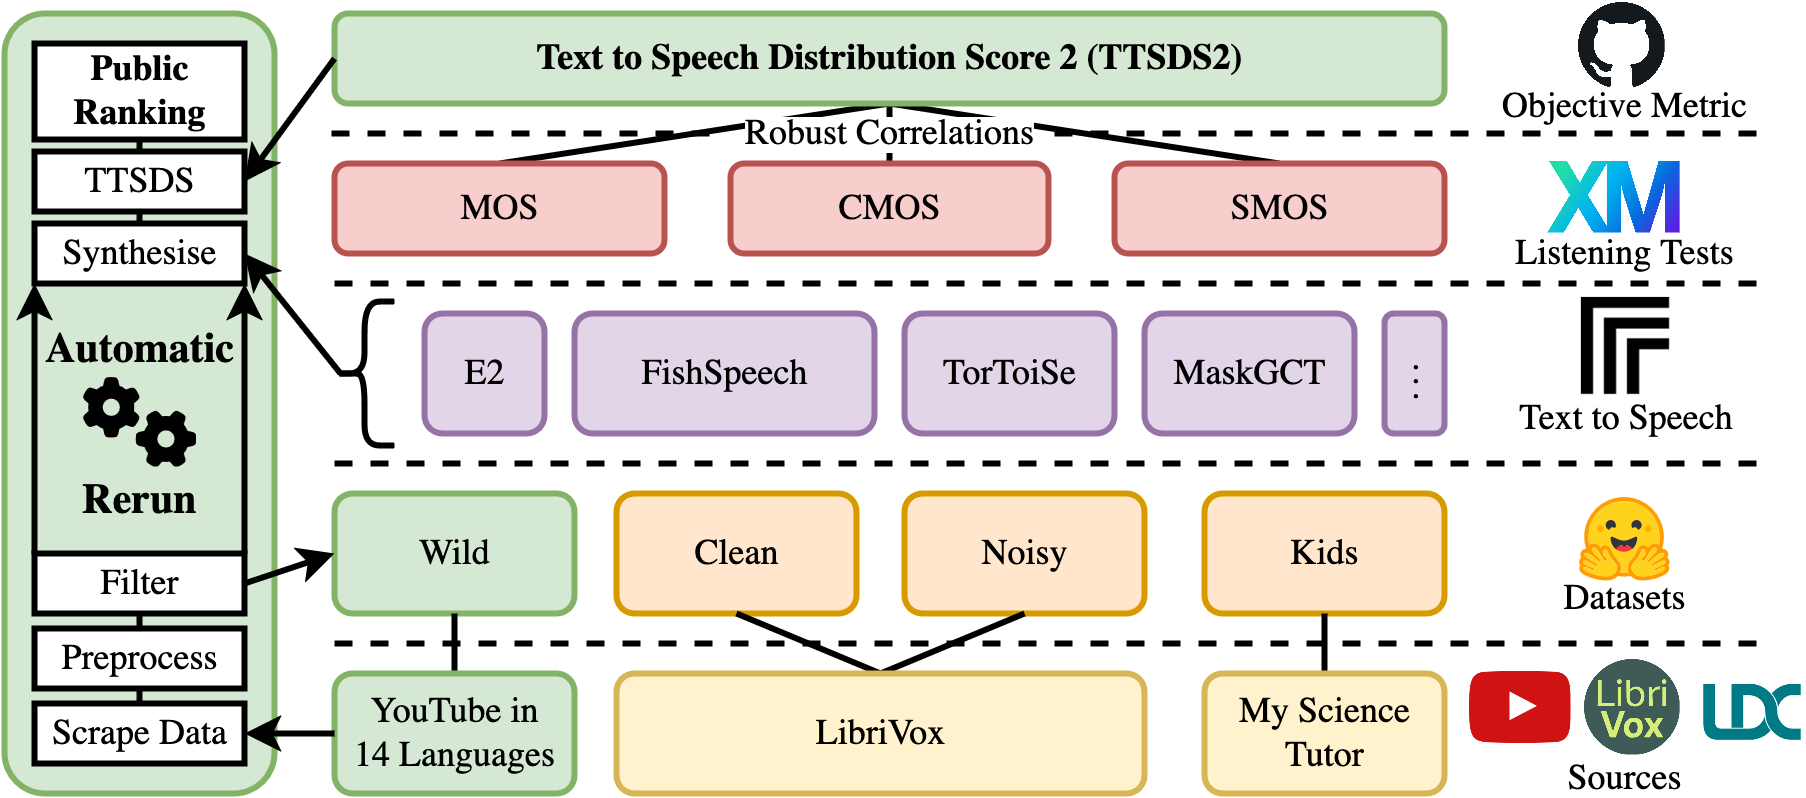 Public
Ranking
TTSDS
Synthesise
Automatic
Rerun
Filter
Preprocess
Scrape Data
Text to Speech Distribution Score 2 (TTSDS2)
Objective Metric
Robust Correlations
MOS
CMOS
SMOS
XM
Listening Tests
E2
FishSpeech
TorToiSe
MaskGCT
⋮
Text to Speech
Wild
Clean
Noisy
Kids
Datasets
YouTube in
14 Languages
LibriVox
My Science
Tutor
Libri
Vox
LDC
Sources